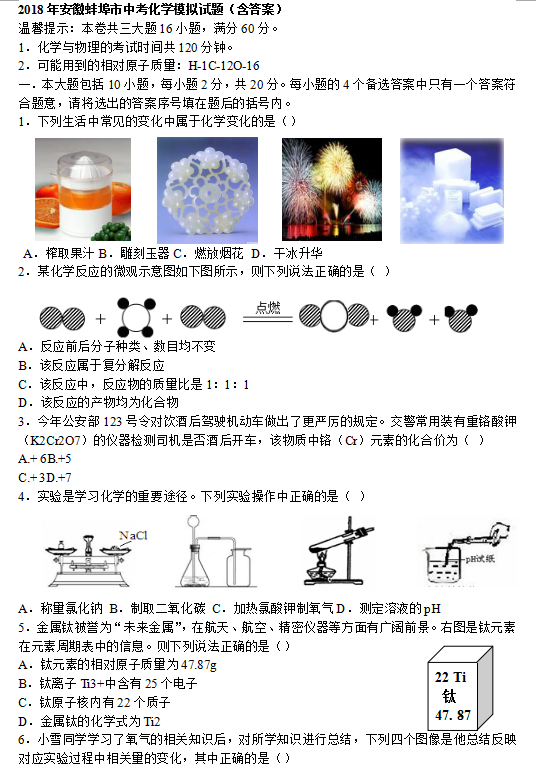 2018年安徽蚌埠市中考化学模拟试题（含答案）
温馨提示：本卷共三大题16小题，满分60分。
1．化学与物理的考试时间共120分钟。
2．可能用到的相对原子质量：H-1C-12O-16
一．本大题包括10小题，每小题2分，共20分。每小题的4个备选答案中只有一个答案符
合题意，请将选出的答案序号填在题后的括号内。
1．下列生活中常见的变化中属于化学变化的是（）
A．榨取果汁 B．雕刻玉器 C．燃放烟花 D．干冰升华
2．某化学反应的微观示意图如下图所示，则下列说法正确的是（ ）
+ + 点燃 + +
A．反应前后分子种类、数目均不变
B．该反应属于复分解反应
C．该反应中，反应物的质量比是1：1：1
D．该反应的产物均为化合物
3．今年公安部123号令对饮酒后驾驶机动车做出了更严厉的规定。交警常用装有重铬酸钾
（K2Cr2O7）的仪器检测司机是否酒后开车，该物质中铬（Cr）元素的化合价为（ ）
A.+ 6B.+5
C.+ 3D.+7
4．实验是学习化学的重要途径。下列实验操作中正确的是（ ）
NaCl
pH试纸
A．称量氯化钠 B．制取二氧化碳 C．加热氯酸钾制氧气 D．测定溶液的pH
5．金属钛被誉为“未来金属”，在航天、航空、精密仪器等方面有广阔前景。右图是钛元素
在元素周期表中的信息。则下列说法正确的是（）
A．钛元素的相对原子质量为47.87g
B．钛离子Ti3+中含有25个电子
C．钛原子核内有22个质子
D．金属钛的化学式为Ti2
22 Ti
钛
47. 87
6．小雪同学学习了氧气的相关知识后，对所学知识进行总结，下列四个图像是他总结反映
对应实验过程中相关量的变化，其中正确的是（）